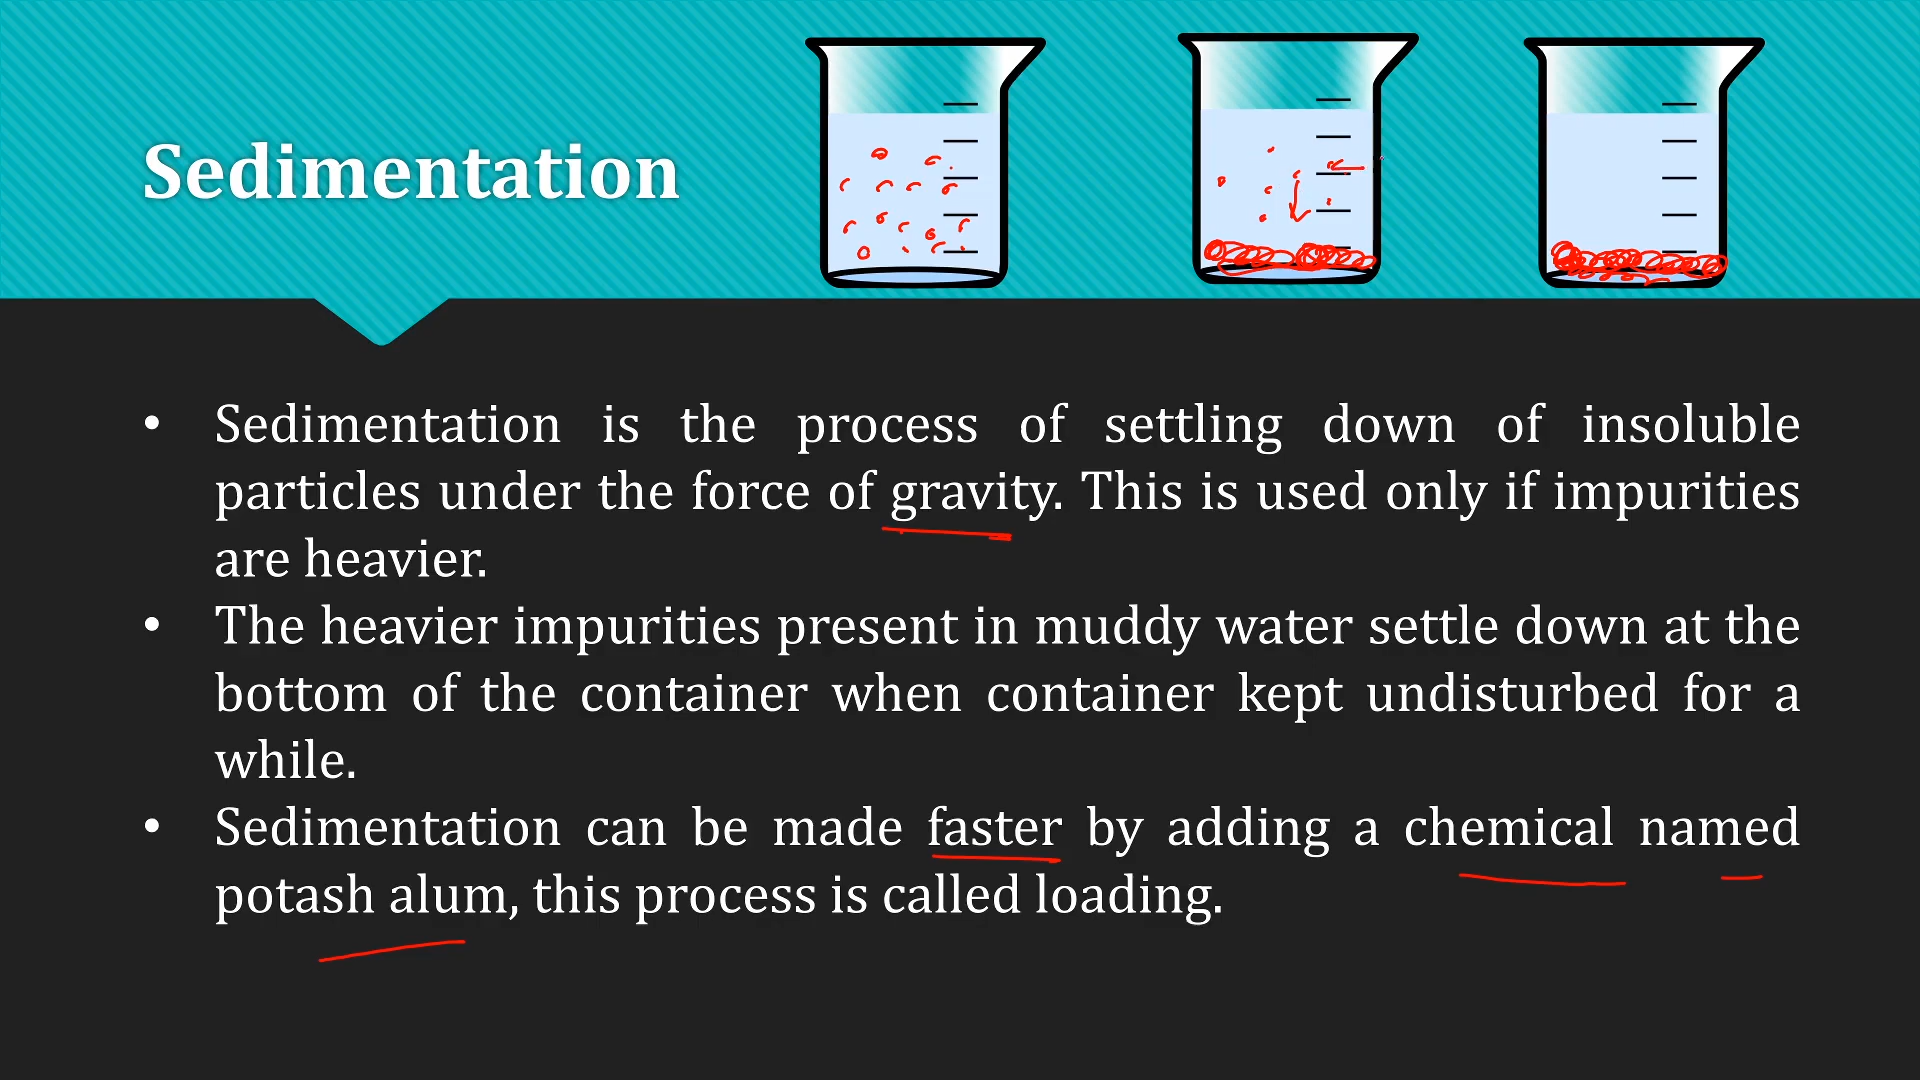 Sedimentation
• Sedimentation is the process of settling down of insoluble
particles under the force of gravity. This is used only if impurities
are heavier.
• The heavier impurities present in muddy water settle down at the
bottom of the container when container kept undisturbed for a
while.
• Sedimentation can be made faster by adding a chemical named
potash alum, this process is called loading.